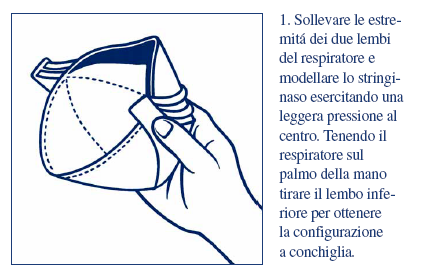 1. Sollevare le estre-
mitá dei due lembi
del respiratore e
modellare lo stringi-
naso esercitando una
leggera pressione al
centro. Tenendo il
respiratore sul
palmo della mano
tirare il lembo infe-
riore per ottenere
la configurazione
a conchiglia.